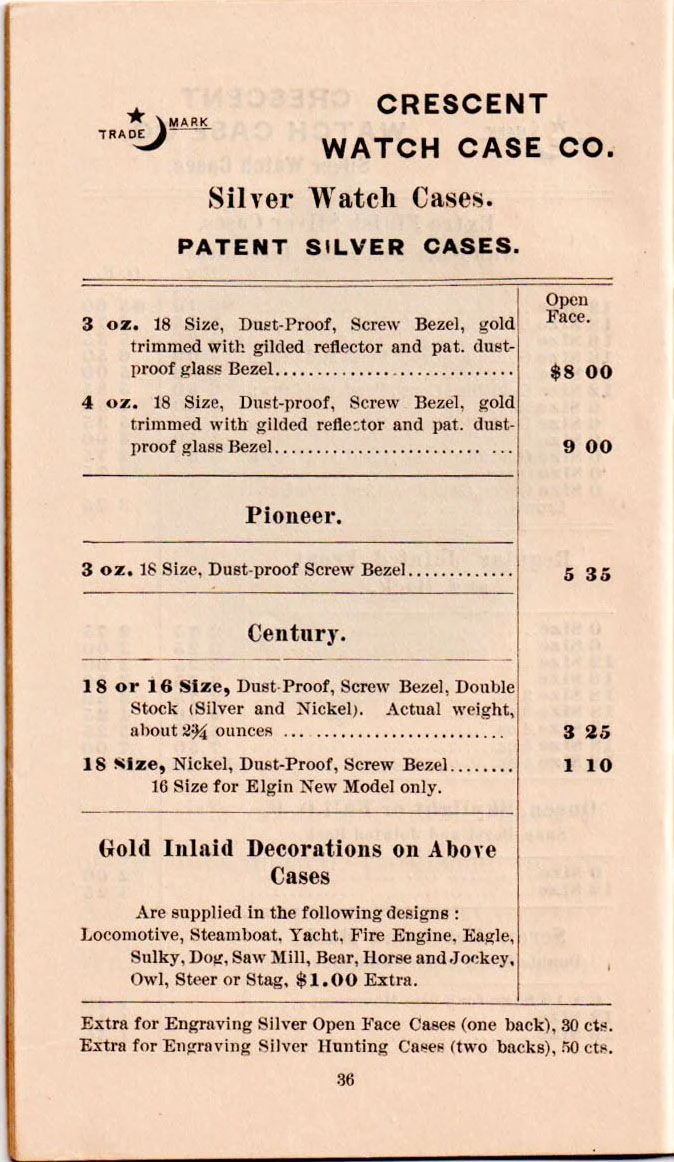 CRESCENT
TRADE MARK
WATCH CASE CO.
Silver Watch Cases.
PATENT SILVER CASES.
Open
Face.
3 oz. 18 Size, Dust-Proof, Screw Bezel, gold
trimmed with gilded reflector and pat. dust-
proof glass Bezel............................. $8 00
4 oz. 18 Size, Dust-proof, Screw Bezel, gold
trimmed with gilded reflector and pat. dust-
proof glass Bezel......................... ... 9 00
Pioneer.
3 oz. 18 Size, Dust-proof Screw Bezel............. 5 35
Century.
18 or 16 Size, Dust-Proof, Screw Bezel, Double
Stock (Silver and Nickel). Actual weight,
about 2¾ ounces ... ....................... 3 25
18 Size, Nickel, Dust-Proof, Screw Bezel........ 1 10
16 Size for Elgin New Model only.
Gold Inlaid Decorations on Above
Cases
Are supplied in the following designs :
Locomotive, Steamboat, Yacht, Fire Engine, Eagle,
Sulky, Dog, Saw Mill, Bear, Horse and Jockey,
Owl, Steer or Stag, $1.00 Extra.
Extra for Engraving Silver Open Face Cases (one back), 30 cts.
Extra for Engraving Silver Hunting Cases (two backs), 50 cts.
36